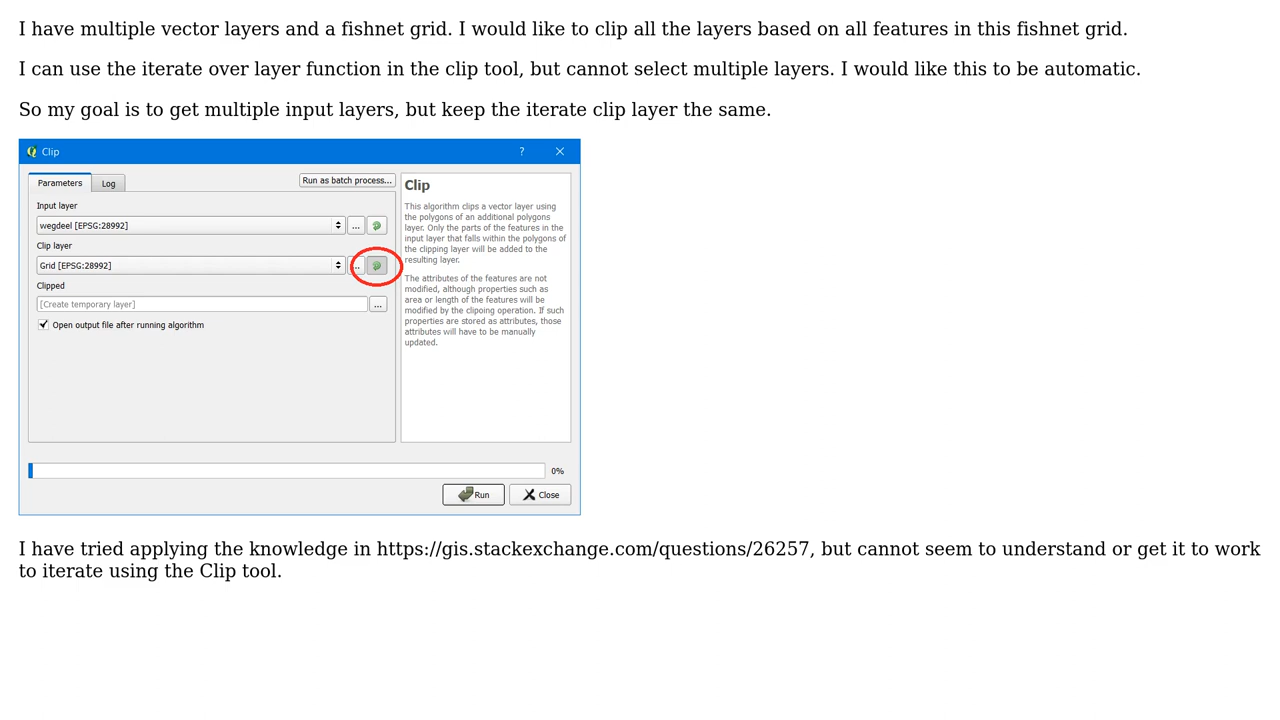 I have multiple vector layers and a fishnet grid. I would like to clip all the layers based on all features in this fishnet grid.
I can use the iterate over layer function in the clip tool, but cannot select multiple layers. I would like this to be automatic.
So my goal is to get multiple input layers, but keep the iterate clip layer the same.
Clip
?
Parameters
Log
Run as batch process...
Input layer
wegdeel [EPSG:28992]
...
Clip layer
Grid [EPSG:28992]
...
Clipped
[Create temporary layer]
...
Open output file after running algorithm
Clip
This algorithm clips a vector layer using
the polygons of an additional polygons
layer. Only the parts of the features in the
input layer that falls within the polygons of
the clipping layer will be added to the
resulting layer.
The attributes of the features are not
modified, although properties such as
area or length of the features will be
modified by the clipoing operation. If such
properties are stored as attributes, those
attributes will have to be manually
updated.
0%
Run
Close
I have tried applying the knowledge in https://gis.stackexchange.com/questions/26257, but cannot seem to understand or get it to work
to iterate using the Clip tool.